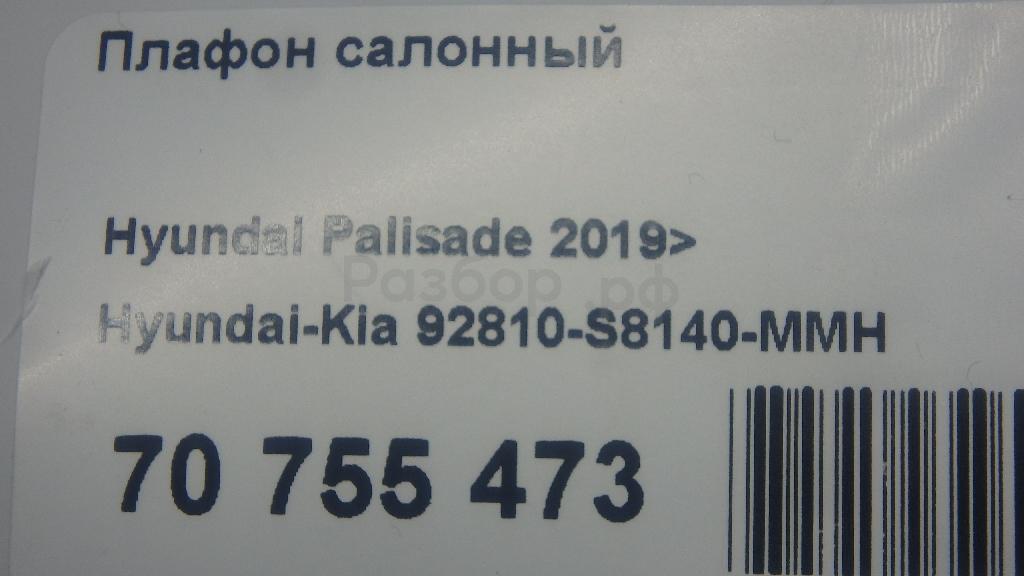 Плафон салонный
Hyundai Palisade 2019>
Разбор.рф
Hyundai-Kia 92810-S8140-MMH
70 755 473